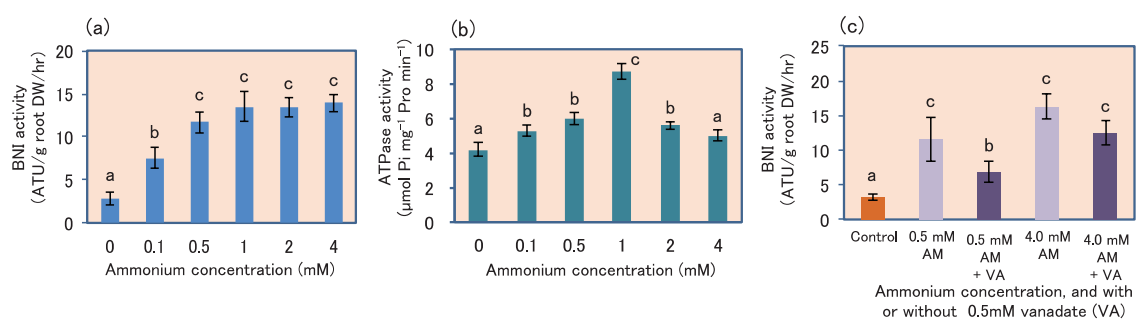 (a)
BNI activity
(ATU/g root DW/hr)
20
15
10
5
0
a
b
c
c
c
c
0 0.1 0.5 1 2 4
Ammonium concentration (mM)
(b)
ATPase activity
(μmol Pi mg⁻¹ Pro min⁻¹)
10
8
6
4
2
0
a
b
b
c
b
a
0 0.1 0.5 1 2 4
Ammonium concentration (mM)
(c)
BNI activity
(ATU/g root DW/hr)
25
20
15
10
5
0
a
c
b
c
c
Control
0.5 mM
AM
0.5 mM
AM
+ VA
4.0 mM
AM
4.0 mM
AM
+ VA
Ammonium concentration, and with
or without 0.5mM vanadate (VA)